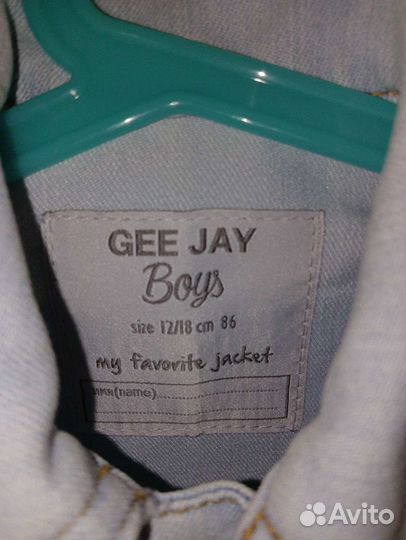 GEE JAY
Boys
size 12/18 cm 86
my favorite jacket
имя(name)
Avito